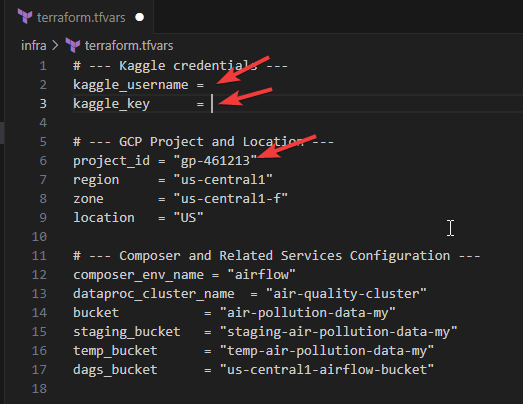 terraform.tfvars
infra > terraform.tfvars
1 # --- Kaggle credentials ---
2 kaggle_username =
3 kaggle_key      =
4
5 # --- GCP Project and Location ---
6 project_id = "gp-461213"
7 region     = "us-central1"
8 zone       = "us-central1-f"
9 location   = "US"
10
11 # --- Composer and Related Services Configuration ---
12 composer_env_name = "airflow"
13 dataproc_cluster_name  = "air-quality-cluster"
14 bucket           = "air-pollution-data-my"
15 staging_bucket   = "staging-air-pollution-data-my"
16 temp_bucket      = "temp-air-pollution-data-my"
17 dags_bucket      = "us-central1-airflow-bucket"
18